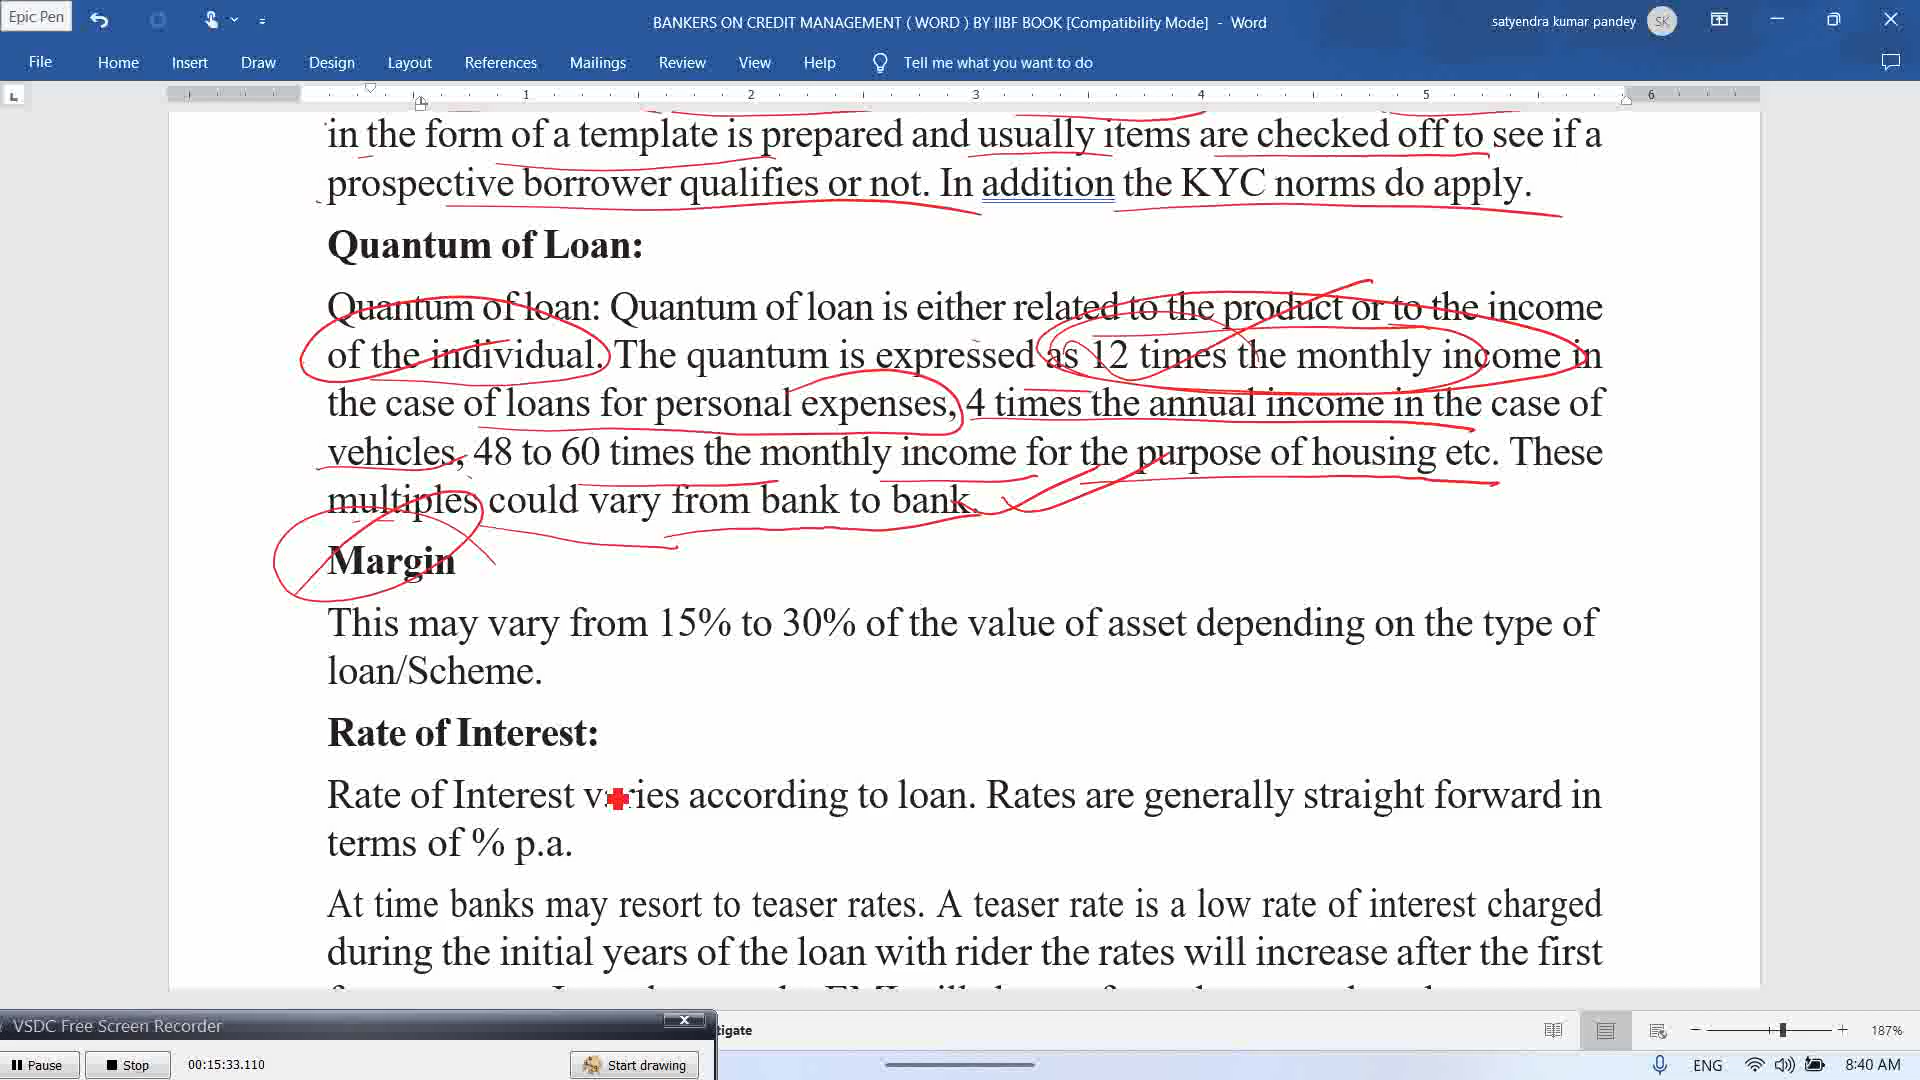 Epic Pen
BANKERS ON CREDIT MANAGEMENT ( WORD ) BY IIBF BOOK [Compatibility Mode] - Word
satyendra kumar pandey
SK
File Home Insert Draw Design Layout References Mailings Review View Help Tell me what you want to do
1 2 3 4 5 6
in the form of a template is prepared and usually items are checked off to see if a
prospective borrower qualifies or not. In addition the KYC norms do apply.
Quantum of Loan:
Quantum of loan: Quantum of loan is either related to the product or to the income
of the individual. The quantum is expressed as 12 times the monthly income in
the case of loans for personal expenses, 4 times the annual income in the case of
vehicles, 48 to 60 times the monthly income for the purpose of housing etc. These
multiples could vary from bank to bank.
Margin
This may vary from 15% to 30% of the value of asset depending on the type of
loan/Scheme.
Rate of Interest:
Rate of Interest varies according to loan. Rates are generally straight forward in
terms of % p.a.
At time banks may resort to teaser rates. A teaser rate is a low rate of interest charged
during the initial years of the loan with rider the rates will increase after the first
VSDC Free Screen Recorder
tigate
187%
Pause Stop 00:15:33.110 Start drawing
ENG 8:40 AM